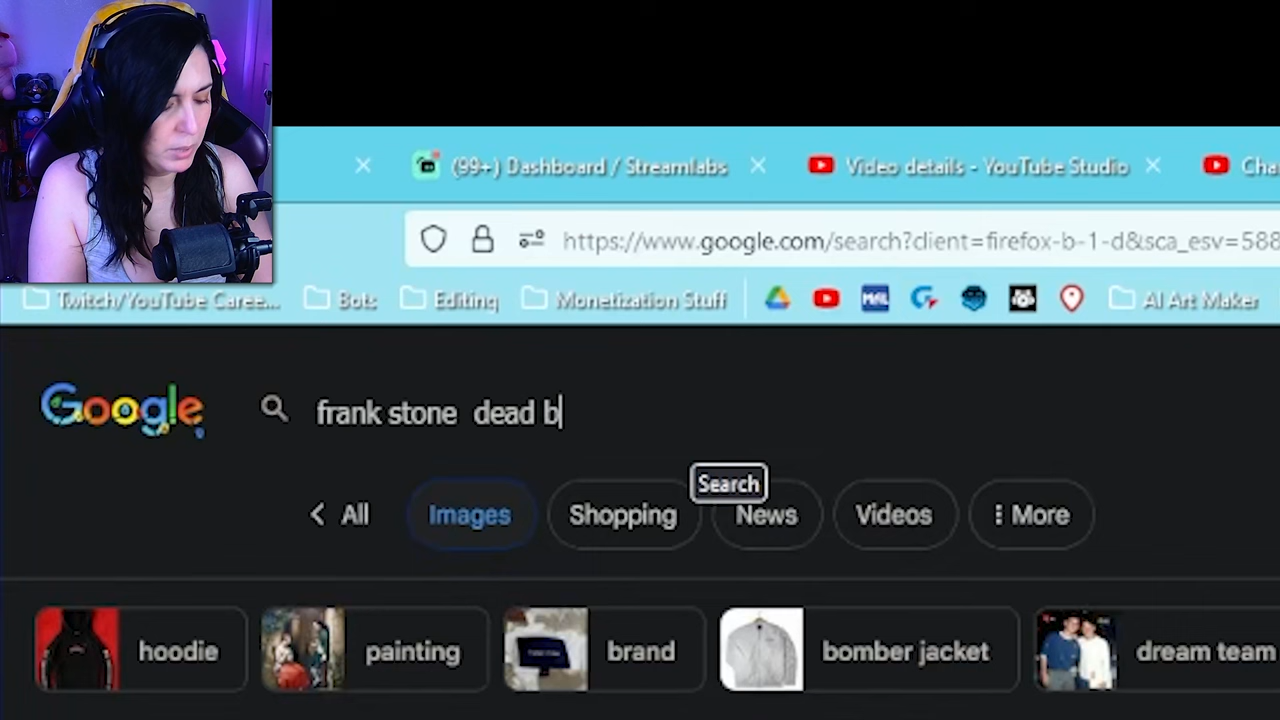 (99+) Dashboard / Streamlabs
Video details - YouTube Studio
Cha
https://www.google.com/search?client=firefox-b-1-d&sca_esv=588
Twitch/YouTube Caree...
Bots
Editing
Monetization Stuff
MAL
AI Art Maker
Google
frank stone  dead b
Search
All
Images
Shopping
News
Videos
More
hoodie
painting
brand
bomber jacket
dream team